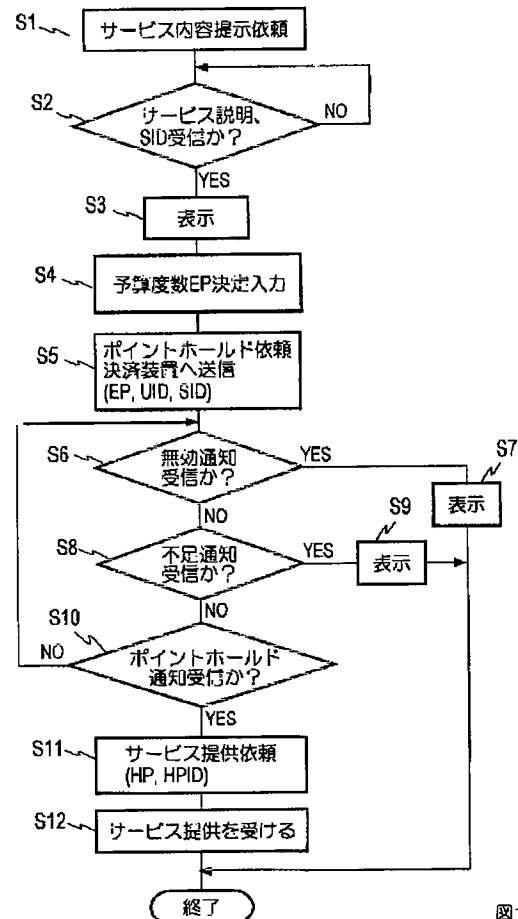 S1
サービス内容提示依頼
S2
サービス説明、
SID受信か?
NO
YES
S3
表示
S4
予算度数EP決定入力
S5
ポイントホールド依頼
決済装置へ送信
(EP, UID, SID)
S6
無効通知
受信か?
YES
S7
表示
NO
S8
不足通知
受信か?
YES
S9
表示
NO
S10
NO
ポイントホールド
通知受信か?
YES
S11
サービス提供依頼
(HP, HPID)
S12
サービス提供を受ける
終了
図